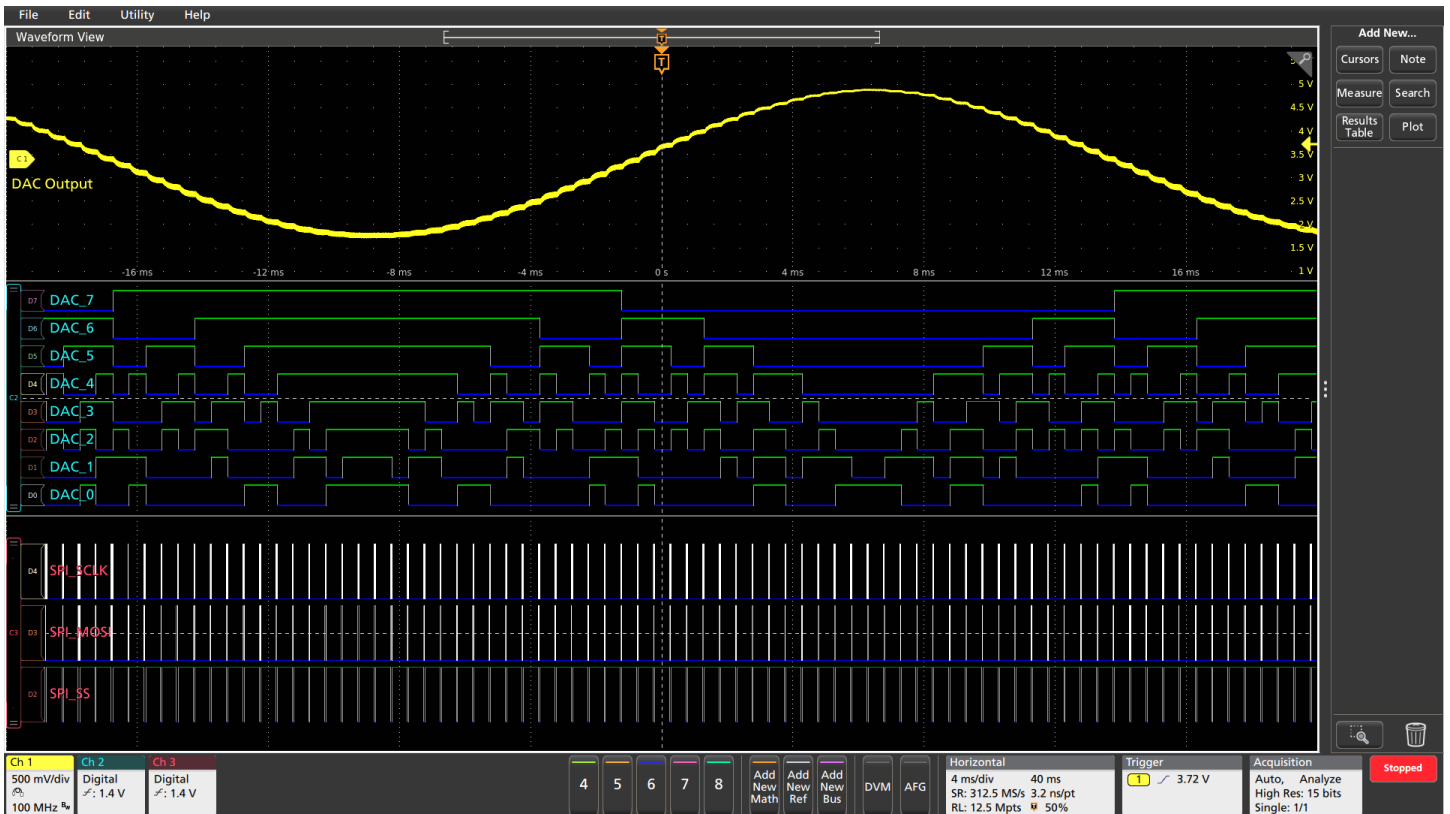 File Edit Utility Help
Waveform View
T
T
5 V
4.5 V
4 V
3.5 V
3 V
2.5 V
2 V
1.5 V
1 V
C1
DAC Output
-16 ms -12 ms -8 ms -4 ms 0 s 4 ms 8 ms 12 ms 16 ms
D7 DAC_7
D6 DAC_6
D5 DAC_5
D4 DAC_4
C2
D3 DAC_3
D2 DAC_2
D1 DAC_1
D0 DAC_0
D4 SPI_SCLK
C3 D3 SPI_MOSI
D2 SPI_SS
Add New...
Cursors Note
Measure Search
Results
Table
Plot
Ch 1
500 mV/div
100 MHz Bw
Ch 2
Digital
: 1.4 V
Ch 3
Digital
: 1.4 V
4 5 6 7 8
Add
New
Math
Add
New
Ref
Add
New
Bus
DVM
AFG
Horizontal
4 ms/div 40 ms
SR: 312.5 MS/s 3.2 ns/pt
RL: 12.5 Mpts 50%
Trigger
1 3.72 V
Acquisition
Auto, Analyze
High Res: 15 bits
Single: 1/1
Stopped